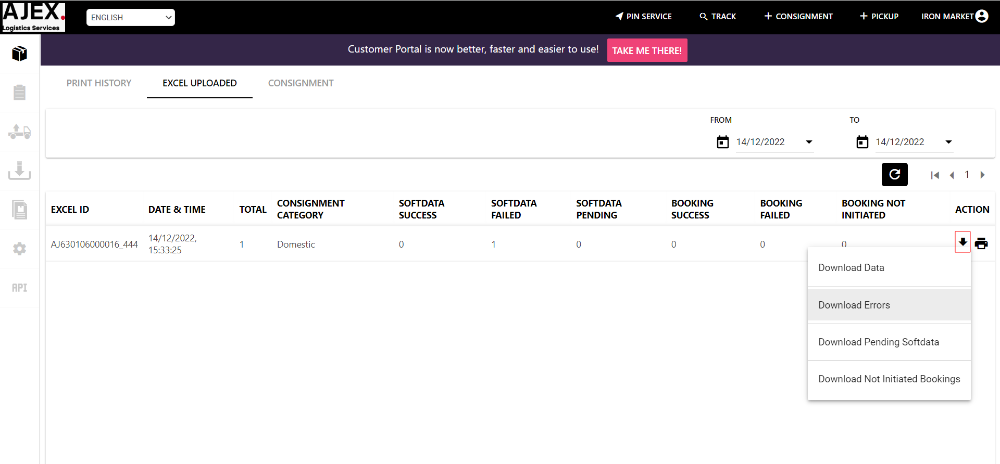 AJEX.
Logistics Services
ENGLISH
PIN SERVICE
TRACK
+ CONSIGNMENT
+ PICKUP
IRON MARKET
Customer Portal is now better, faster and easier to use!
TAKE ME THERE!
PRINT HISTORY
EXCEL UPLOADED
CONSIGNMENT
FROM
TO
14/12/2022
14/12/2022
1
EXCEL ID
DATE & TIME
TOTAL
CONSIGNMENT
CATEGORY
SOFTDATA
SUCCESS
SOFTDATA
FAILED
SOFTDATA
PENDING
BOOKING
SUCCESS
BOOKING
FAILED
BOOKING NOT
INITIATED
ACTION
AJ630106000016_444
14/12/2022,
15:33:25
1
Domestic
0
1
0
0
0
0
Download Data
Download Errors
Download Pending Softdata
Download Not Initiated Bookings
API